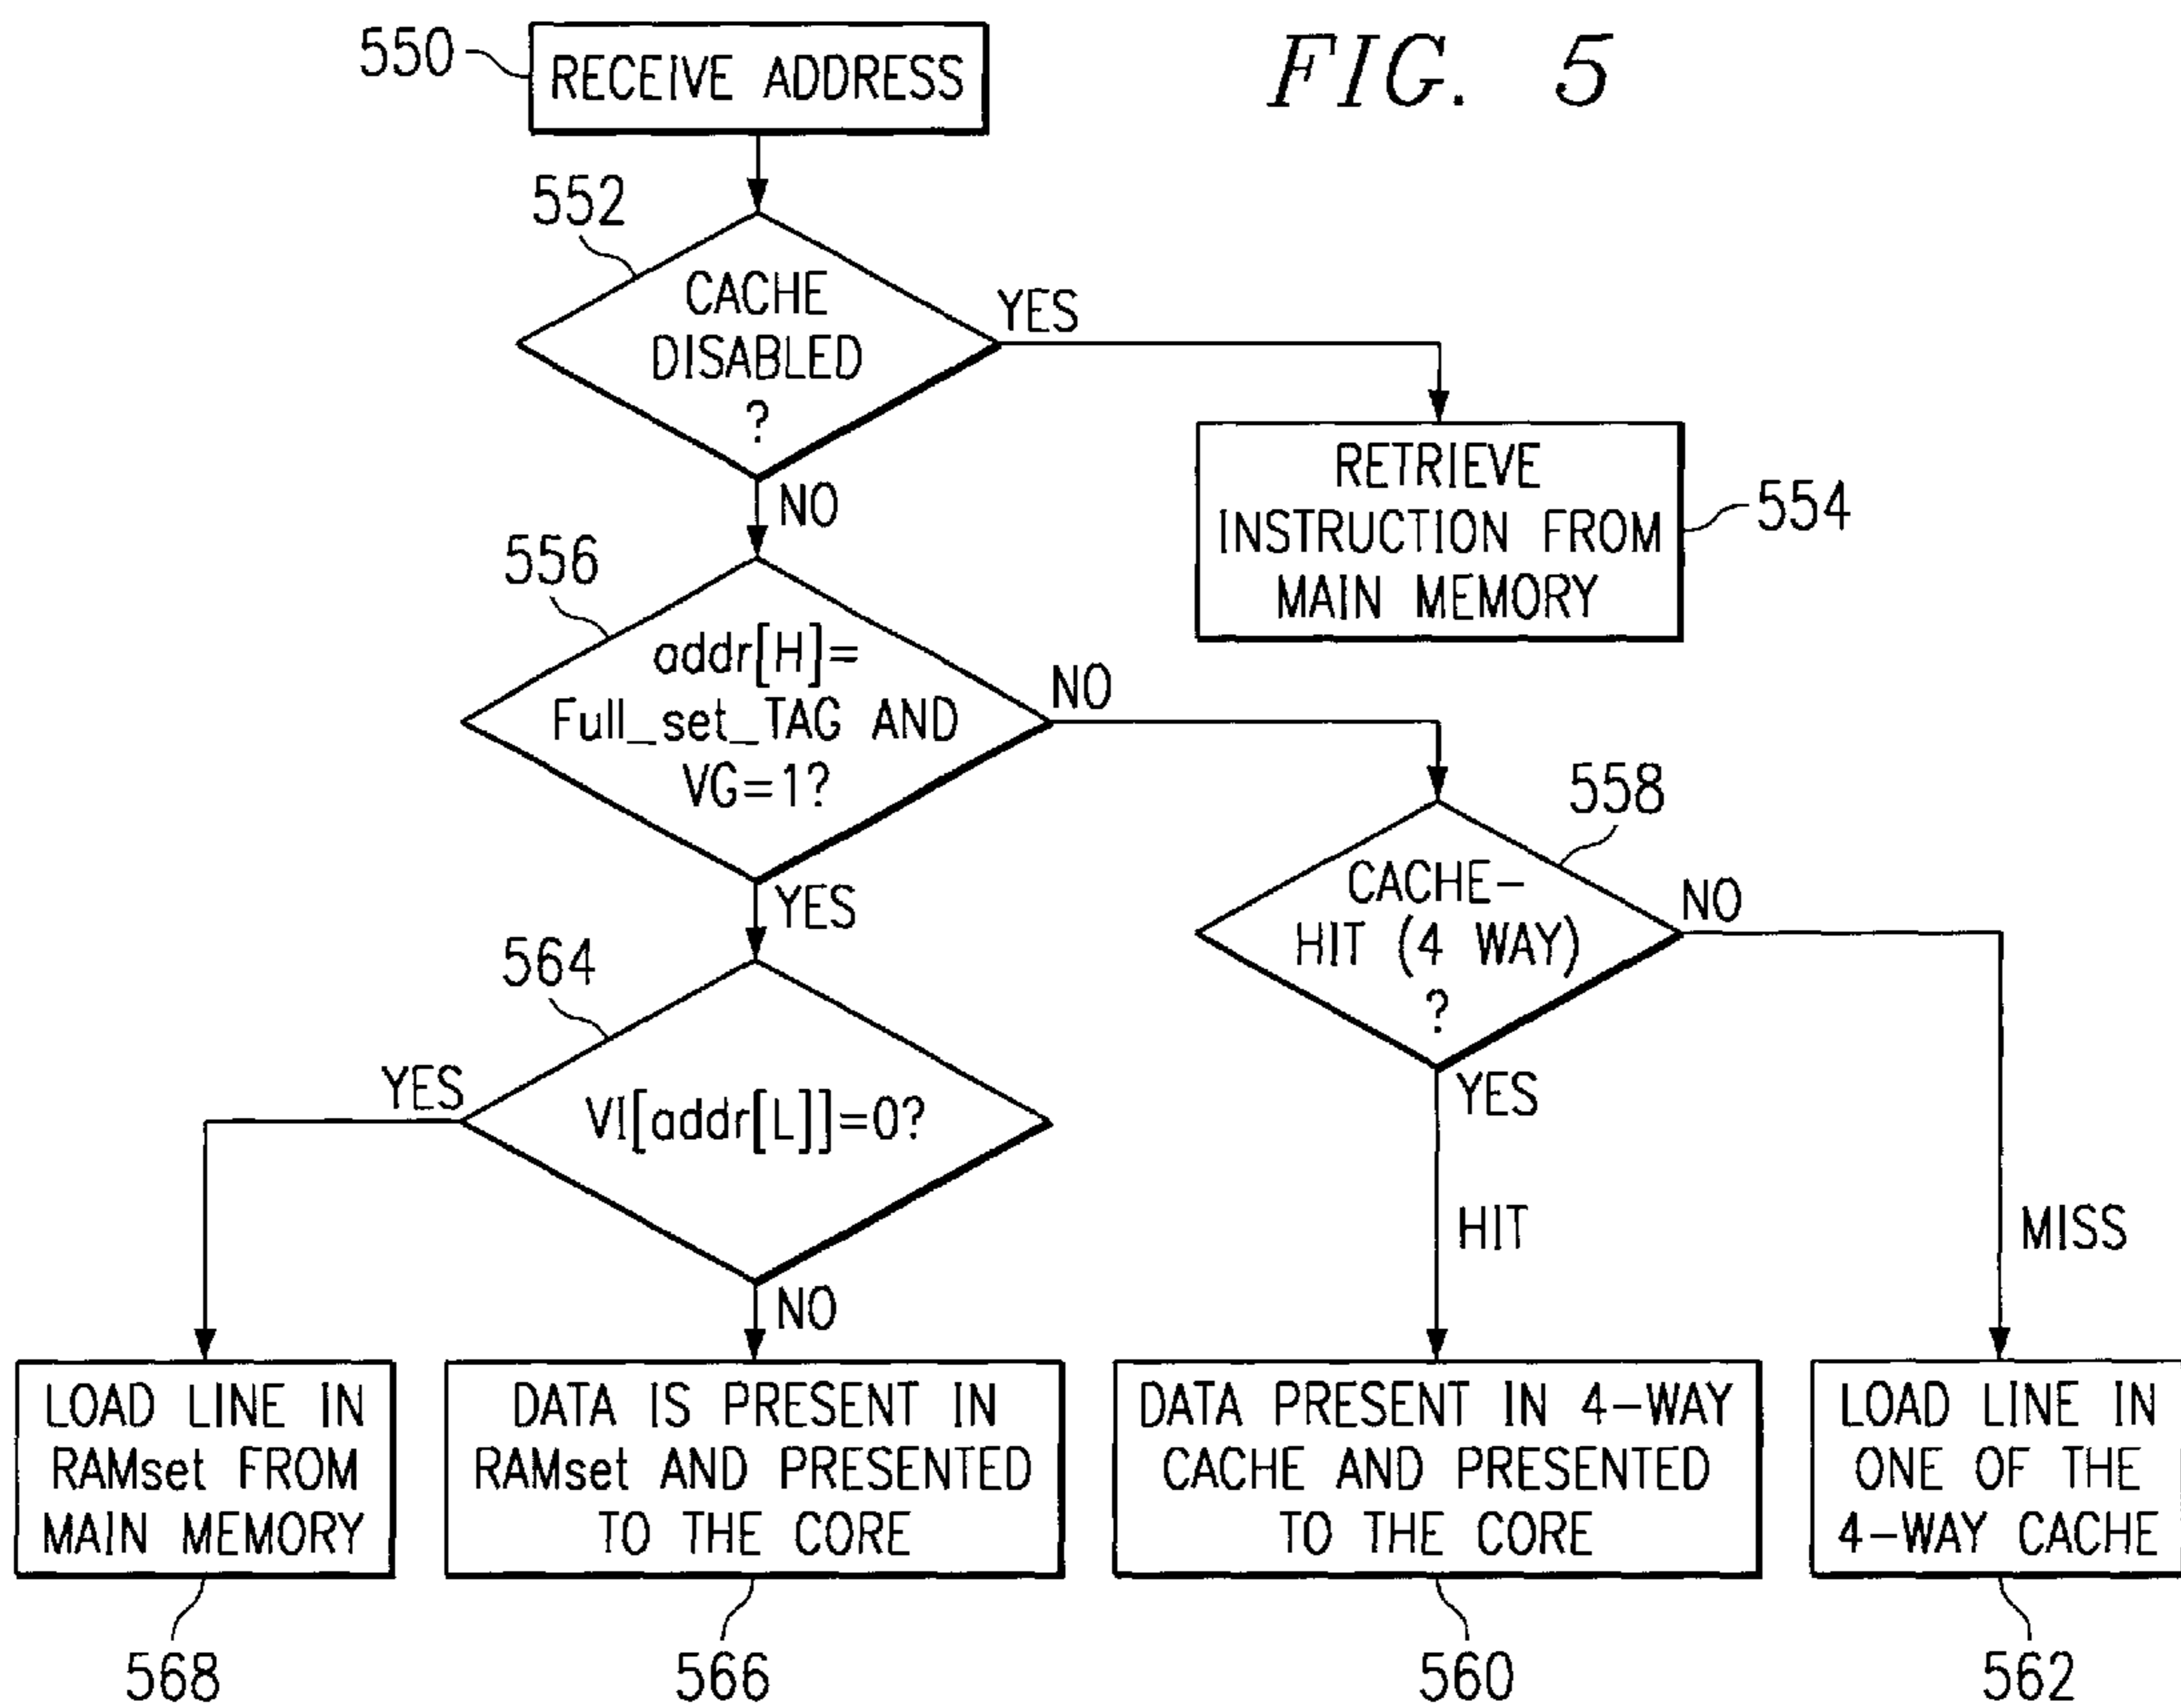 FIG. 5
550
RECEIVE ADDRESS
552
CACHE
DISABLED
?
YES
NO
RETRIEVE
INSTRUCTION FROM
MAIN MEMORY
554
556
addr[H]=
Full_set_TAG AND
VG=1?
NO
YES
558
CACHE-
HIT (4 WAY)
?
NO
YES
HIT
MISS
564
VI[addr[L]]=0?
YES
NO
LOAD LINE IN
RAMset FROM
MAIN MEMORY
568
DATA IS PRESENT IN
RAMset AND PRESENTED
TO THE CORE
566
DATA PRESENT IN 4-WAY
CACHE AND PRESENTED
TO THE CORE
560
LOAD LINE IN
ONE OF THE
4-WAY CACHE
562